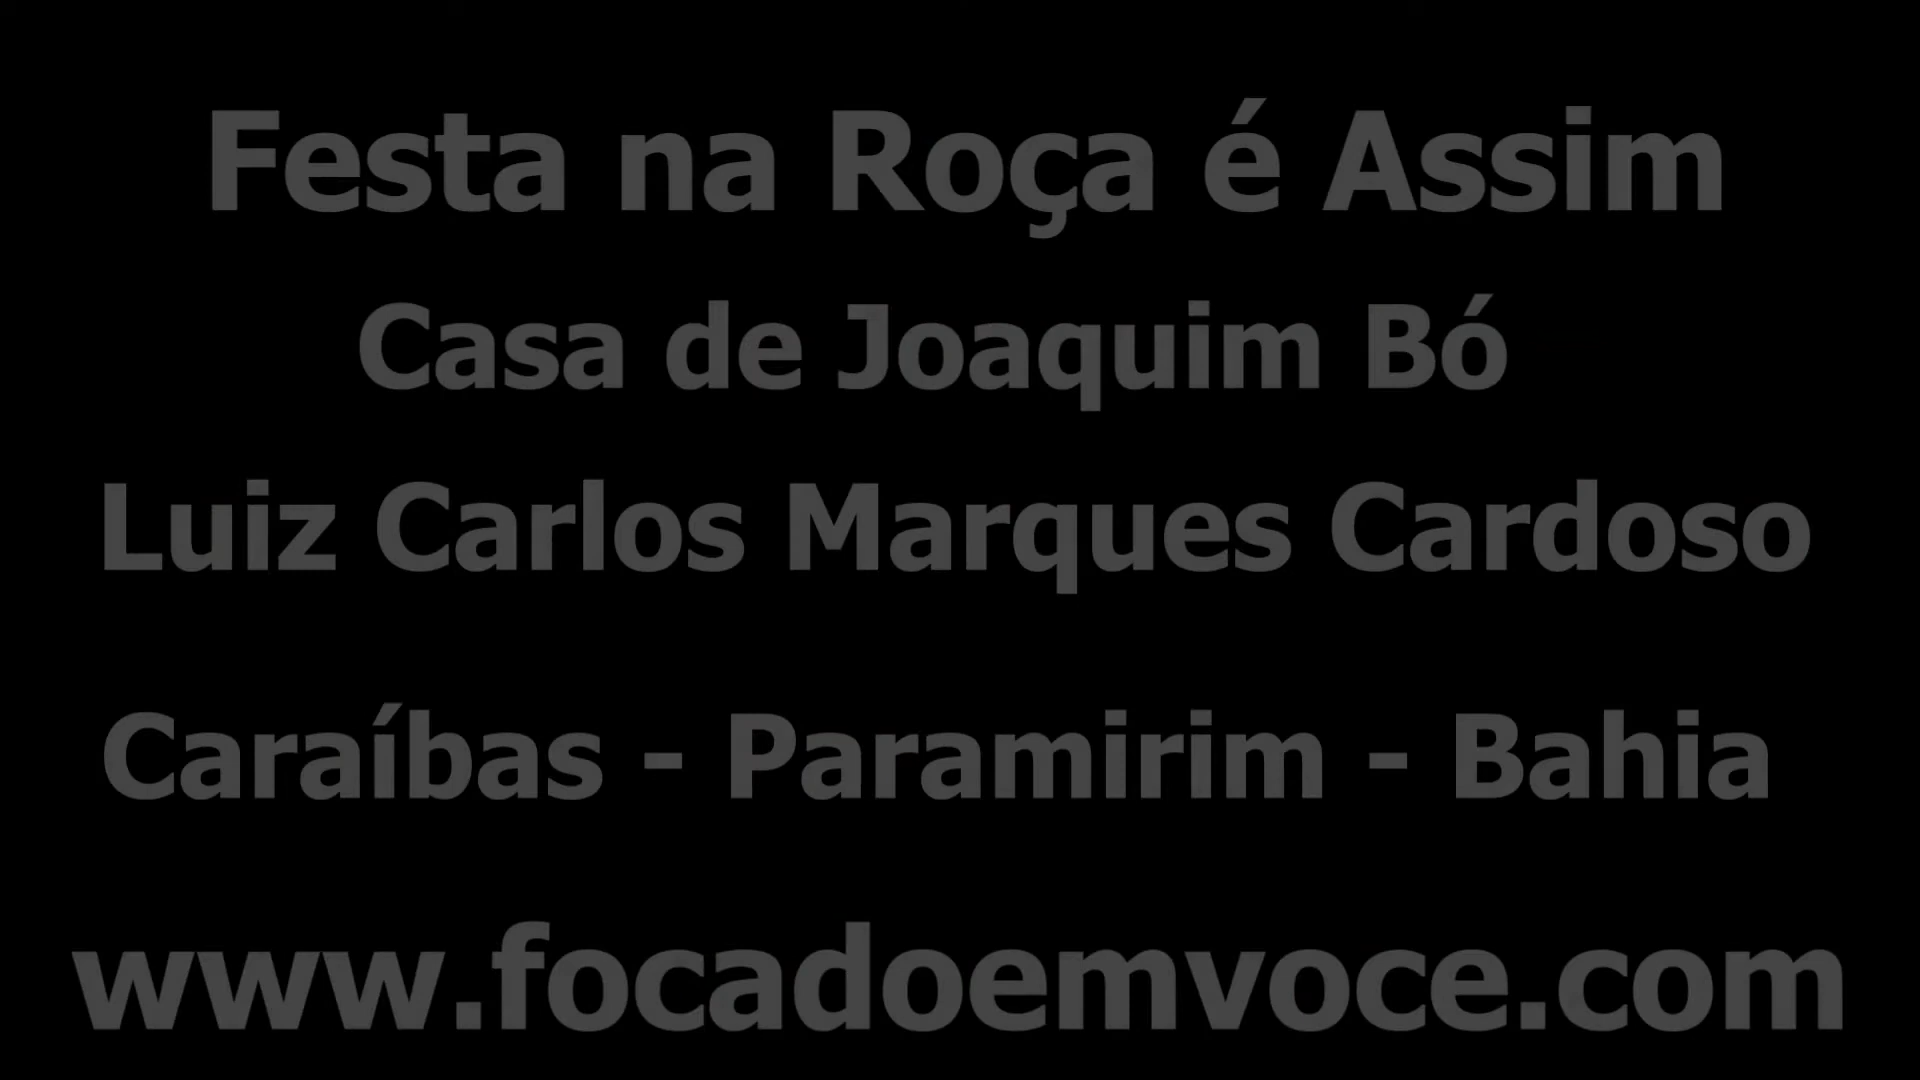 Festa na Roça é Assim
Casa de Joaquim Bó
Luiz Carlos Marques Cardoso
Caraíbas - Paramirim - Bahia
www.focadoemvoce.com